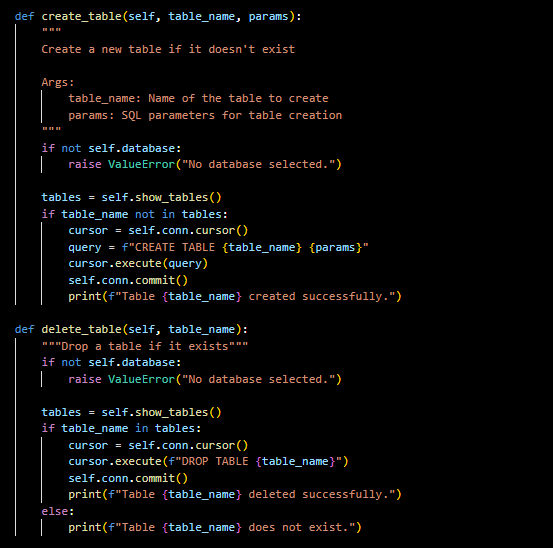 def create_table(self, table_name, params):
    """
    Create a new table if it doesn't exist

    Args:
        table_name: Name of the table to create
        params: SQL parameters for table creation
    """
    if not self.database:
        raise ValueError("No database selected.")

    tables = self.show_tables()
    if table_name not in tables:
        cursor = self.conn.cursor()
        query = f"CREATE TABLE {table_name} {params}"
        cursor.execute(query)
        self.conn.commit()
        print(f"Table {table_name} created successfully.")

def delete_table(self, table_name):
    """Drop a table if it exists"""
    if not self.database:
        raise ValueError("No database selected.")

    tables = self.show_tables()
    if table_name in tables:
        cursor = self.conn.cursor()
        cursor.execute(f"DROP TABLE {table_name}")
        self.conn.commit()
        print(f"Table {table_name} deleted successfully.")
    else:
        print(f"Table {table_name} does not exist.")